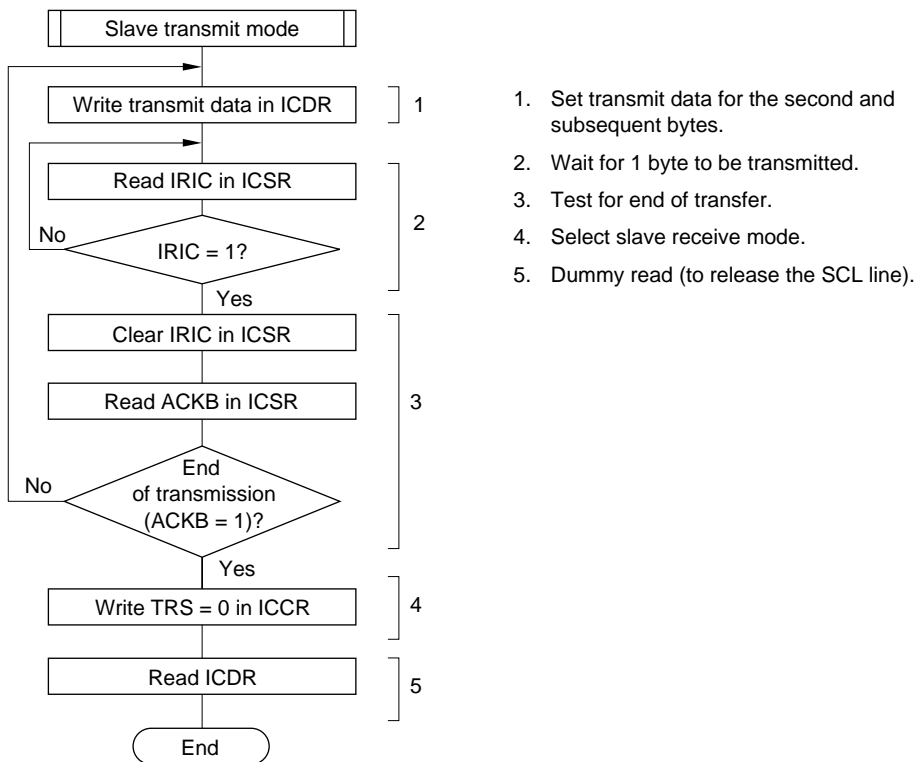 Slave transmit mode
Write transmit data in ICDR
1
Read IRIC in ICSR
2
No
IRIC = 1?
Yes
Clear IRIC in ICSR
Read ACKB in ICSR
3
End
No
of transmission
(ACKB = 1)?
Yes
Write TRS = 0 in ICCR
4
Read ICDR
5
End
1. Set transmit data for the second and
subsequent bytes.
2. Wait for 1 byte to be transmitted.
3. Test for end of transfer.
4. Select slave receive mode.
5. Dummy read (to release the SCL line).